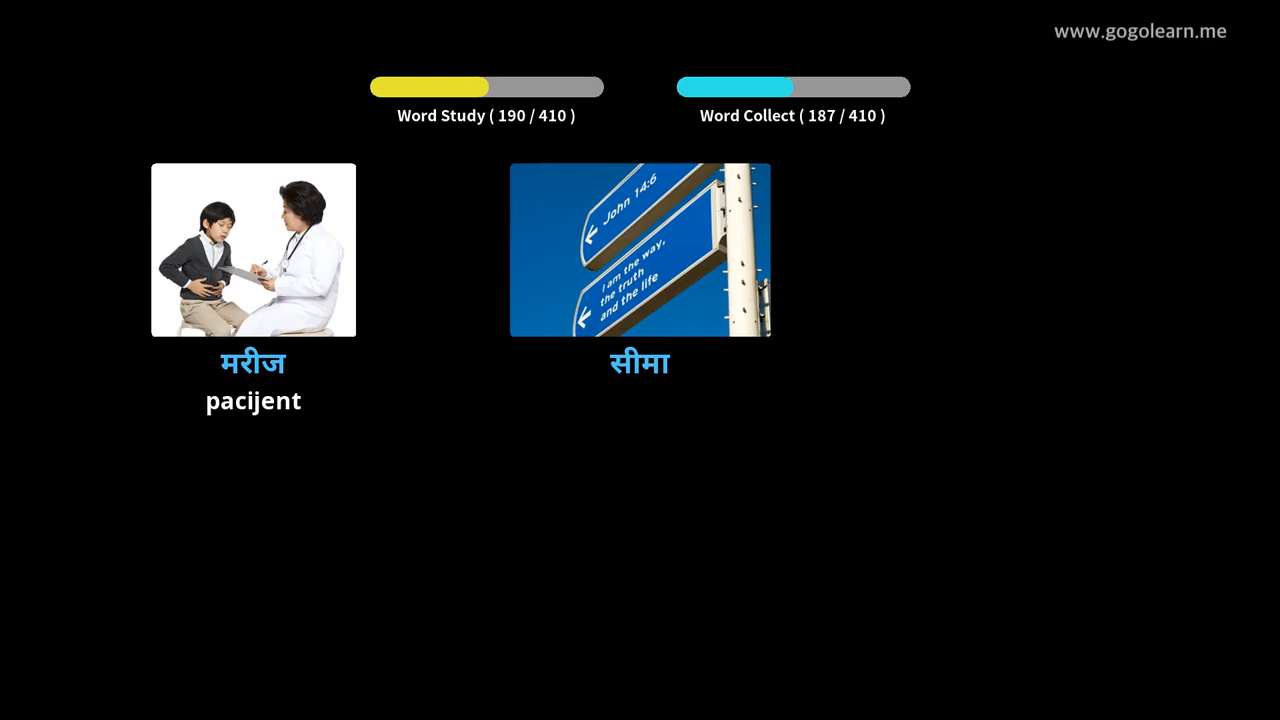 www.gogolearn.me
Word Study ( 190 / 410 )
Word Collect ( 187 / 410 )
John 14:6
I am the way,
the truth
and the life
मरीज
सीमा
pacijent